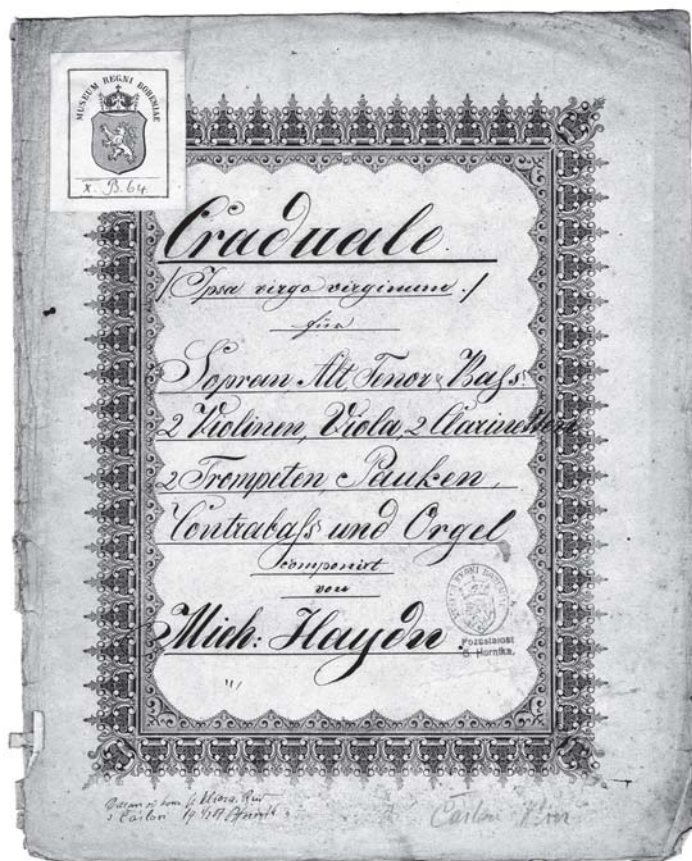 MUSEUM REGNI BOHEMIAE
X. B. 64
Graduale.
/Ipsa virgo virginum./
für
Sopran, Alt, Tenor & Bass.
2 Violinen, Viola, 2 Clarinetten
2 Trompeten, Pauken,
Contrabass und Orgel
componirt
von
Mich: Haydn.
Pozůstalost
Hornika.
Čáslav